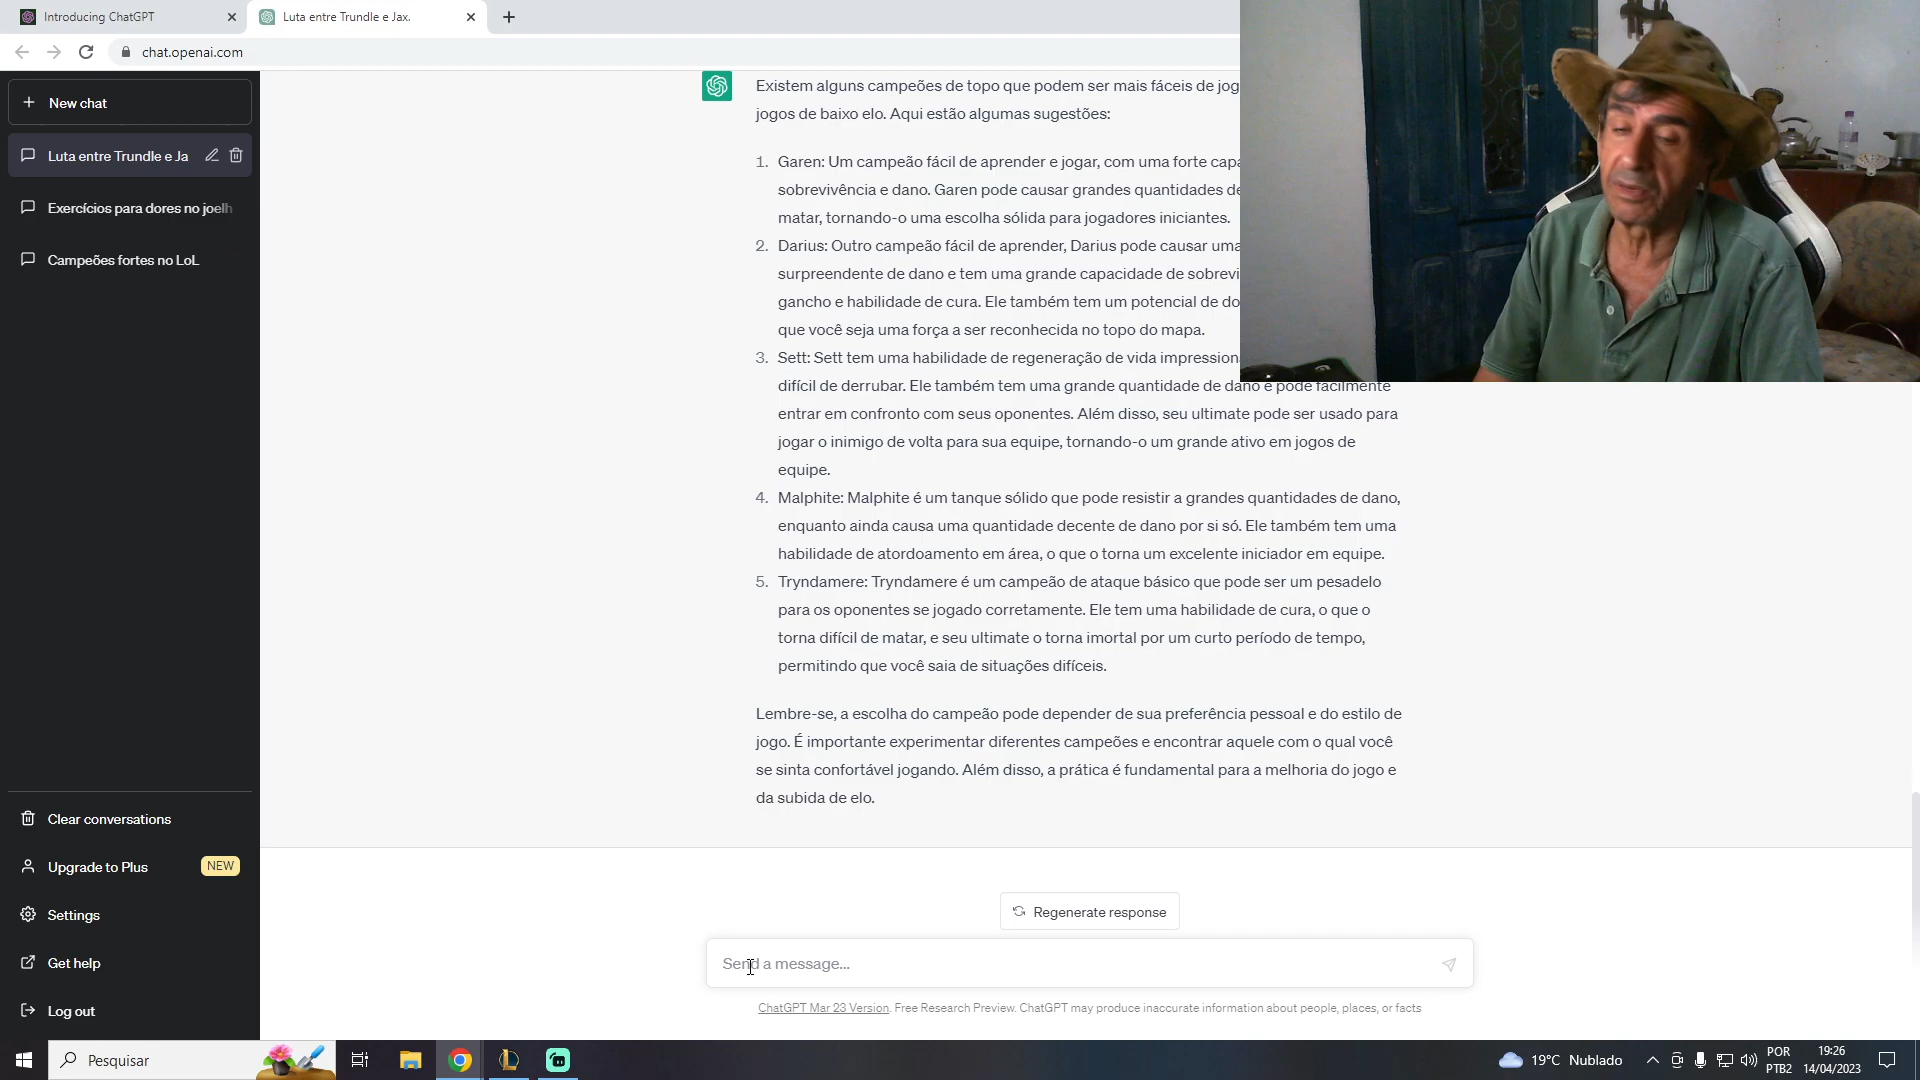 Introducing ChatGPT
Luta entre Trundle e Jax.
chat.openai.com
New chat
Luta entre Trundle e Ja
Exercícios para dores no joelh
Campeões fortes no LoL
Clear conversations
Upgrade to Plus
NEW
Settings
Get help
Log out
Existem alguns campeões de topo que podem ser mais fáceis de jog
jogos de baixo elo. Aqui estão algumas sugestões:
1. Garen: Um campeão fácil de aprender e jogar, com uma forte capa
sobrevivência e dano. Garen pode causar grandes quantidades de
matar, tornando-o uma escolha sólida para jogadores iniciantes.
2. Darius: Outro campeão fácil de aprender, Darius pode causar uma
surpreendente de dano e tem uma grande capacidade de sobrevi
gancho e habilidade de cura. Ele também tem um potencial de do
que você seja uma força a ser reconhecida no topo do mapa.
3. Sett: Sett tem uma habilidade de regeneração de vida impression
difícil de derrubar. Ele também tem uma grande quantidade de dano e pode facilmente
entrar em confronto com seus oponentes. Além disso, seu ultimate pode ser usado para
jogar o inimigo de volta para sua equipe, tornando-o um grande ativo em jogos de
equipe.
4. Malphite: Malphite é um tanque sólido que pode resistir a grandes quantidades de dano,
enquanto ainda causa uma quantidade decente de dano por si só. Ele também tem uma
habilidade de atordoamento em área, o que o torna um excelente iniciador em equipe.
5. Tryndamere: Tryndamere é um campeão de ataque básico que pode ser um pesadelo
para os oponentes se jogado corretamente. Ele tem uma habilidade de cura, o que o
torna difícil de matar, e seu ultimate o torna imortal por um curto período de tempo,
permitindo que você saia de situações difíceis.
Lembre-se, a escolha do campeão pode depender de sua preferência pessoal e do estilo de
jogo. É importante experimentar diferentes campeões e encontrar aquele com o qual você
se sinta confortável jogando. Além disso, a prática é fundamental para a melhoria do jogo e
da subida de elo.
Regenerate response
Send a message...
ChatGPT Mar 23 Version. Free Research Preview. ChatGPT may produce inaccurate information about people, places, or facts
Pesquisar
19°C Nublado
POR
PTB2
19:26
14/04/2023